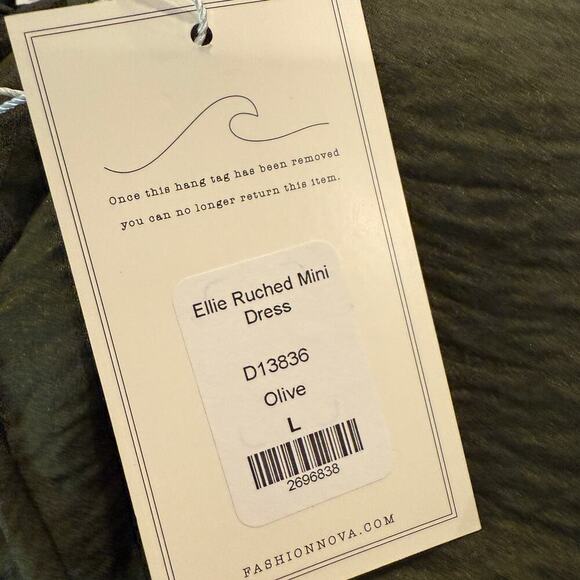 Once this hang tag has been removed
you can no longer return this item.
Ellie Ruched Mini
Dress
D13836
Olive
L
2696838
FASHIONNOVA.COM